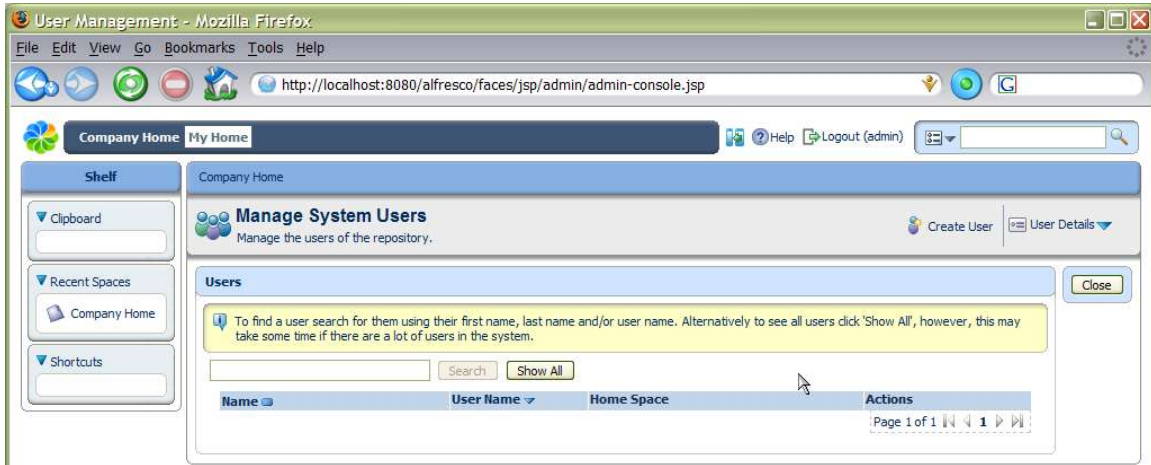 User Management - Mozilla Firefox
File Edit View Go Bookmarks Tools Help
http://localhost:8080/alfresco/faces/jsp/admin/admin-console.jsp
G
Company Home My Home
Help Logout (admin)
Shelf
Company Home
Clipboard
Manage System Users
Manage the users of the repository.
Create User
User Details
Recent Spaces
Company Home
Users
Close
To find a user search for them using their first name, last name and/or user name. Alternatively to see all users click 'Show All', however, this may
take some time if there are a lot of users in the system.
Shortcuts
Search Show All
Name User Name Home Space Actions
Page 1 of 1 1